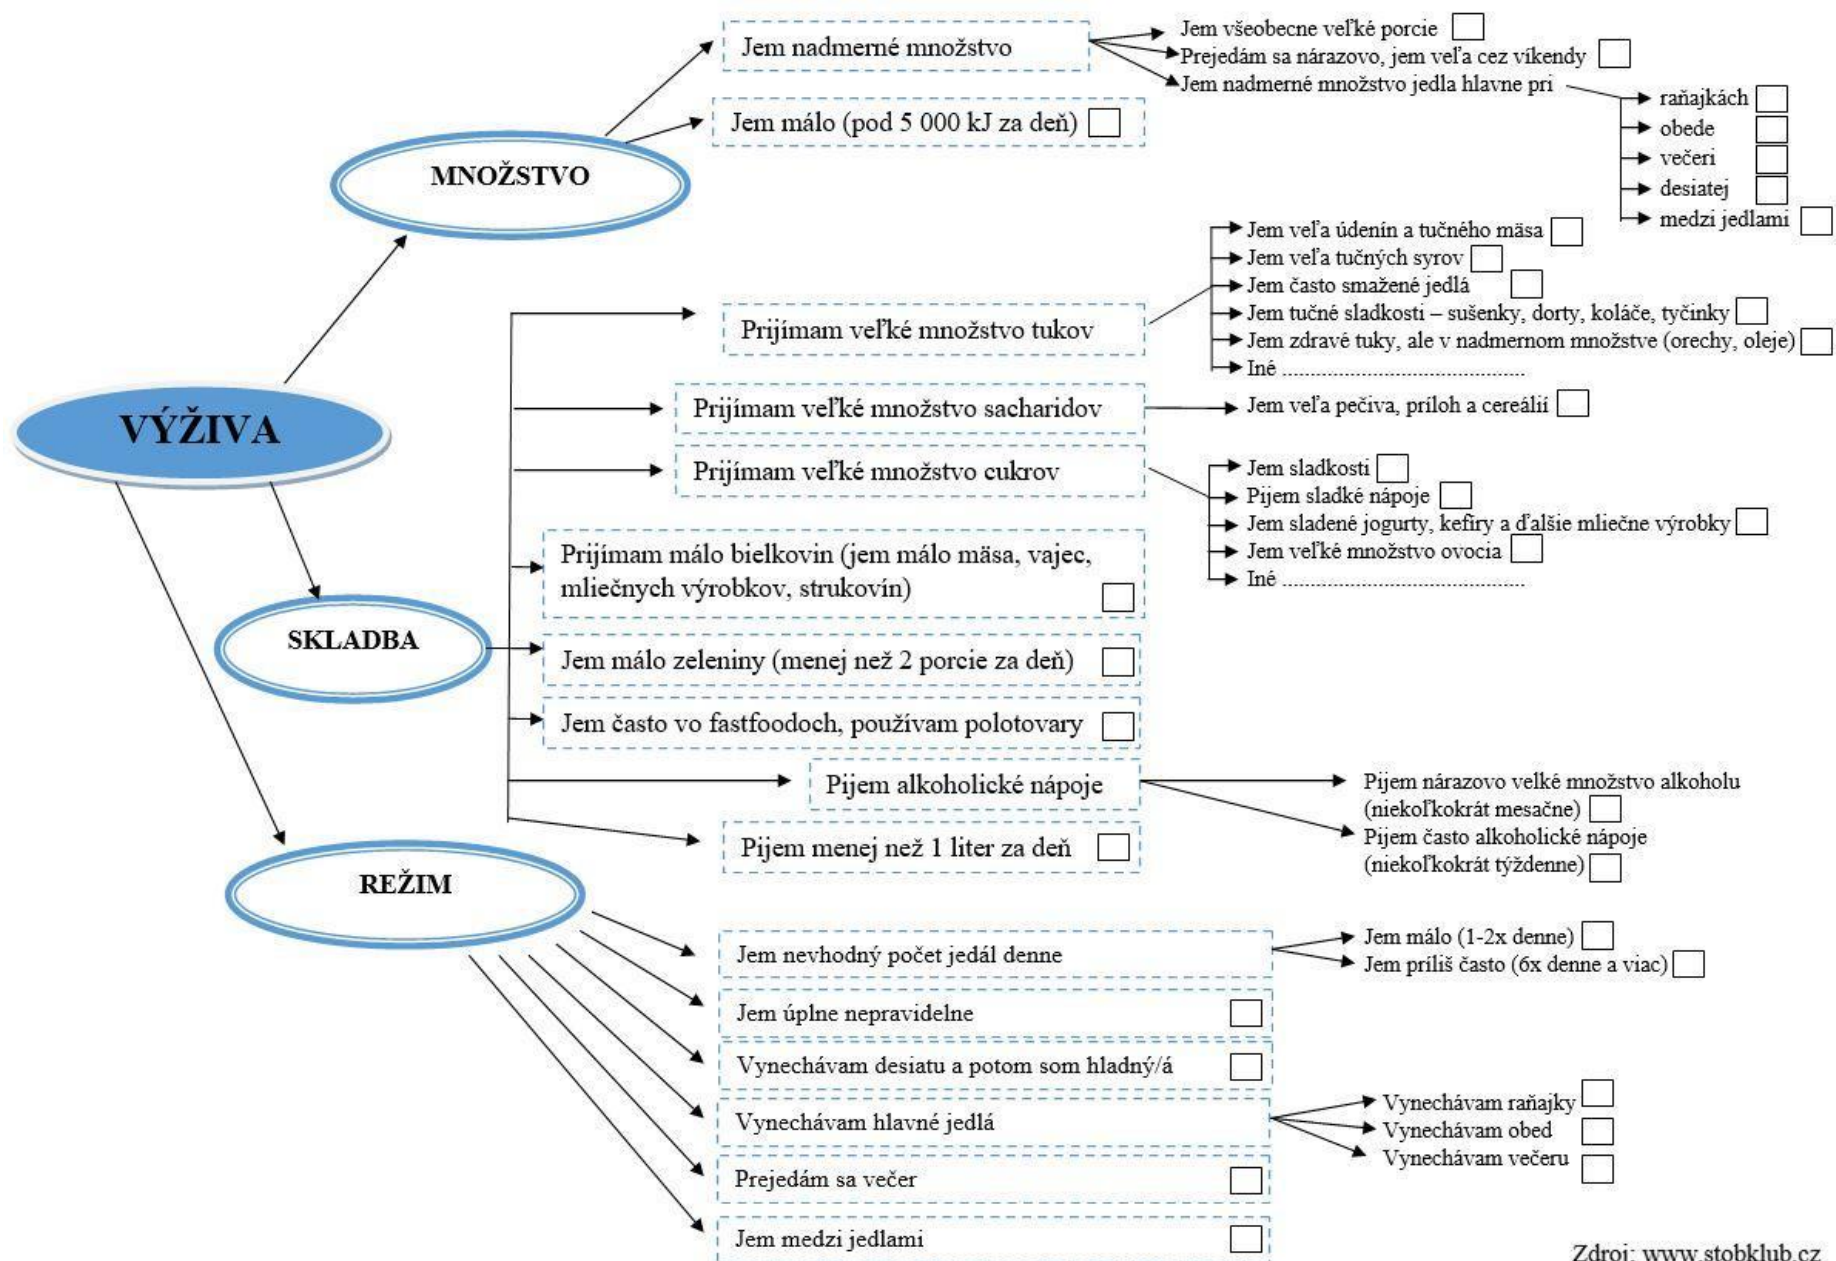 VÝŽIVA
MNOŽSTVO
Jem nadmerné množstvo
Jem všeobecne veľké porcie
Prejedám sa nárazovo, jem veľa cez víkendy
Jem nadmerné množstvo jedla hlavne pri
raňajkách
obede
večeri
desiatej
medzi jedlami
Jem málo (pod 5 000 kJ za deň)
SKLADBA
Prijímam veľké množstvo tukov
Jem veľa údenín a tučného mäsa
Jem veľa tučných syrov
Jem často smažené jedlá
Jem tučné sladkosti – sušenky, dorty, koláče, tyčinky
Jem zdravé tuky, ale v nadmernom množstve (orechy, oleje)
Iné ..........................................
Prijímam veľké množstvo sacharidov
Jem veľa pečiva, príloh a cereálií
Prijímam veľké množstvo cukrov
Jem sladkosti
Pijem sladké nápoje
Jem sladené jogurty, kefíry a ďalšie mliečne výrobky
Jem veľké množstvo ovocia
Iné ..........................................
Prijímam málo bielkovin (jem málo mäsa, vajec,
mliečnych výrobkov, strukovín)
Jem málo zeleniny (menej než 2 porcie za deň)
Jem často vo fastfoodoch, používam polotovary
Pijem alkoholické nápoje
Pijem nárazovo velké množstvo alkoholu
(niekoľkokrát mesačne)
Pijem často alkoholické nápoje
(niekoľkokrát týždenne)
Pijem menej než 1 liter za deň
REŽIM
Jem nevhodný počet jedál denne
Jem málo (1-2x denne)
Jem príliš často (6x denne a viac)
Jem úplne nepravidelne
Vynechávam desiatu a potom som hladný/á
Vynechávam hlavné jedlá
Vynechávam raňajky
Vynechávam obed
Vynechávam večeru
Prejedám sa večer
Jem medzi jedlami
Zdroj: www.stobklub.cz